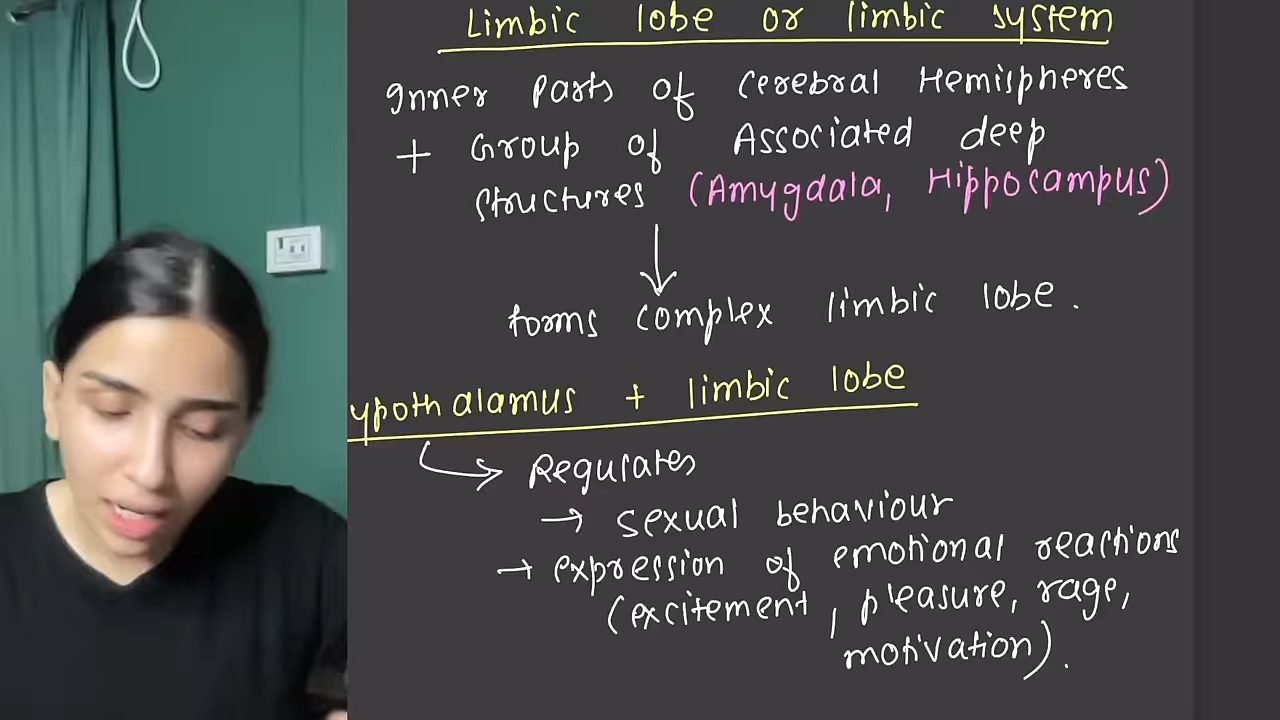 Limbic lobe or limbic system
Inner Parts of Cerebral Hemispheres
+ Group of Associated deep
structures (Amygdala, Hippocampus)
forms complex limbic lobe.
ypothalamus + limbic lobe
→ Regulates
→ sexual behaviour
→ expression of emotional reactions
(excitement, pleasure, rage,
motivation).